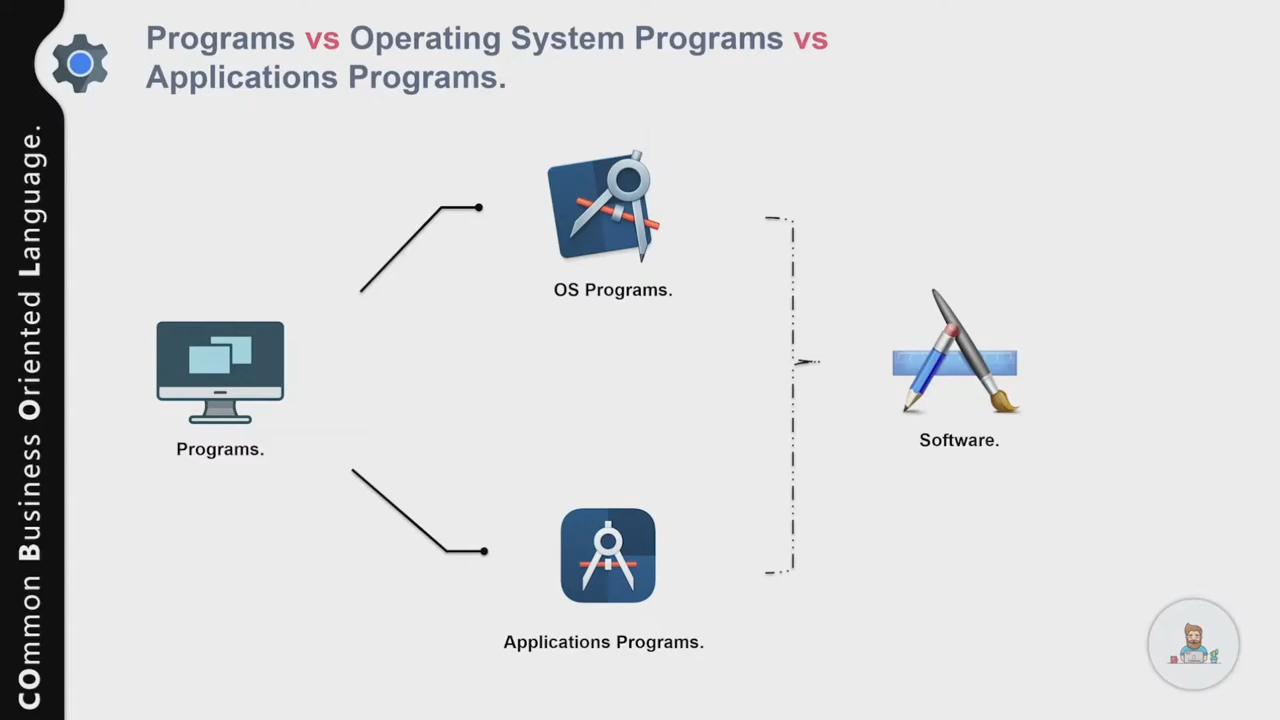 Programs vs Operating System Programs vs
Applications Programs.
COmmon Business Oriented Language.
OS Programs.
Programs.
Software.
Applications Programs.